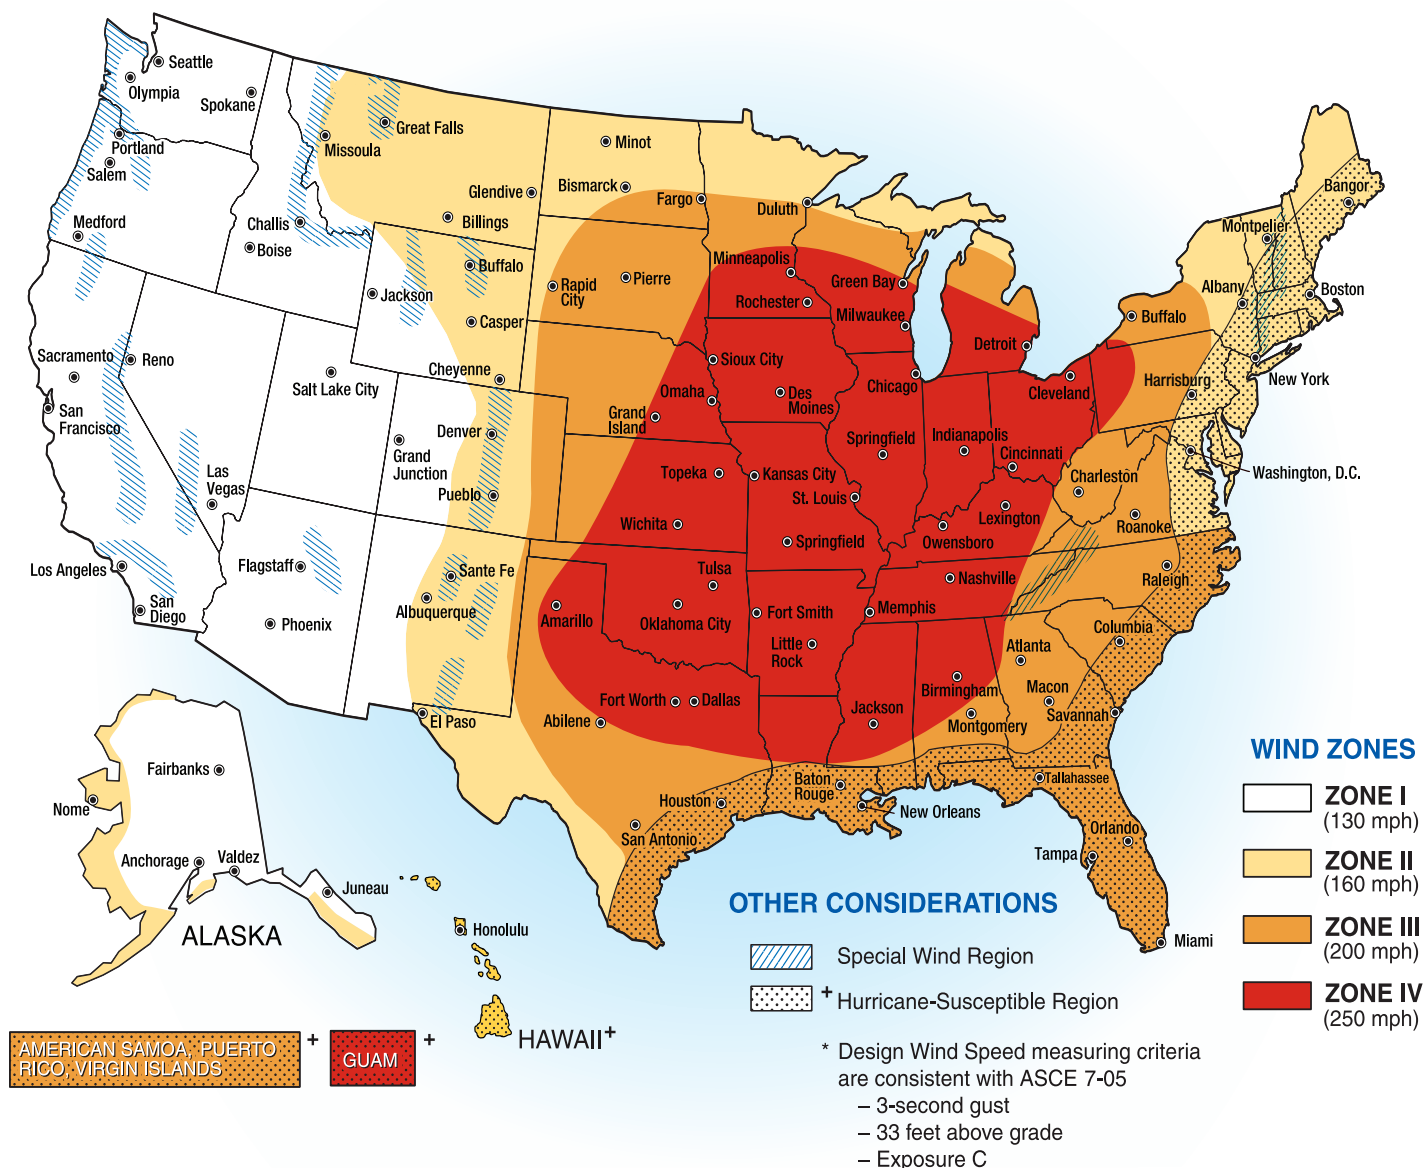 Seattle
Olympia
Spokane
Portland
Salem
Medford
Great Falls
Missoula
Glendive
Billings
Challis
Boise
Minot
Bismarck
Fargo
Duluth
Bangor
Montpelier
Buffalo
Jackson
Casper
Cheyenne
Rapid
City
Pierre
Minneapolis
Rochester
Green Bay
Milwaukee
Albany
Boston
Buffalo
Detroit
Sacramento
Reno
San
Francisco
Salt Lake City
Sioux City
Omaha
Des
Moines
Chicago
Cleveland
Harrisburg
New York
Grand
Island
Denver
Grand
Junction
Pueblo
Las
Vegas
Topeka
Kansas City
Springfield
Indianapolis
Cincinnati
St. Louis
Charleston
Washington, D.C.
Wichita
Springfield
Owensboro
Lexington
Roanoke
Los Angeles
San
Diego
Flagstaff
Phoenix
Sante Fe
Albuquerque
Tulsa
Amarillo
Oklahoma City
Fort Smith
Little
Rock
Nashville
Memphis
Raleigh
Columbia
Atlanta
Macon
Savannah
Birmingham
Montgomery
El Paso
Abilene
Fort Worth
Dallas
Jackson
Houston
San Antonio
Baton
Rouge
New Orleans
Tallahassee
Orlando
Tampa
Miami
Fairbanks
Nome
Anchorage
Valdez
Juneau
ALASKA
Honolulu
HAWAII+
AMERICAN SAMOA, PUERTO
RICO, VIRGIN ISLANDS
+
GUAM
+
WIND ZONES
ZONE I
(130 mph)
ZONE II
(160 mph)
ZONE III
(200 mph)
ZONE IV
(250 mph)
OTHER CONSIDERATIONS
Special Wind Region
+ Hurricane-Susceptible Region
* Design Wind Speed measuring criteria
are consistent with ASCE 7-05
– 3-second gust
– 33 feet above grade
– Exposure C